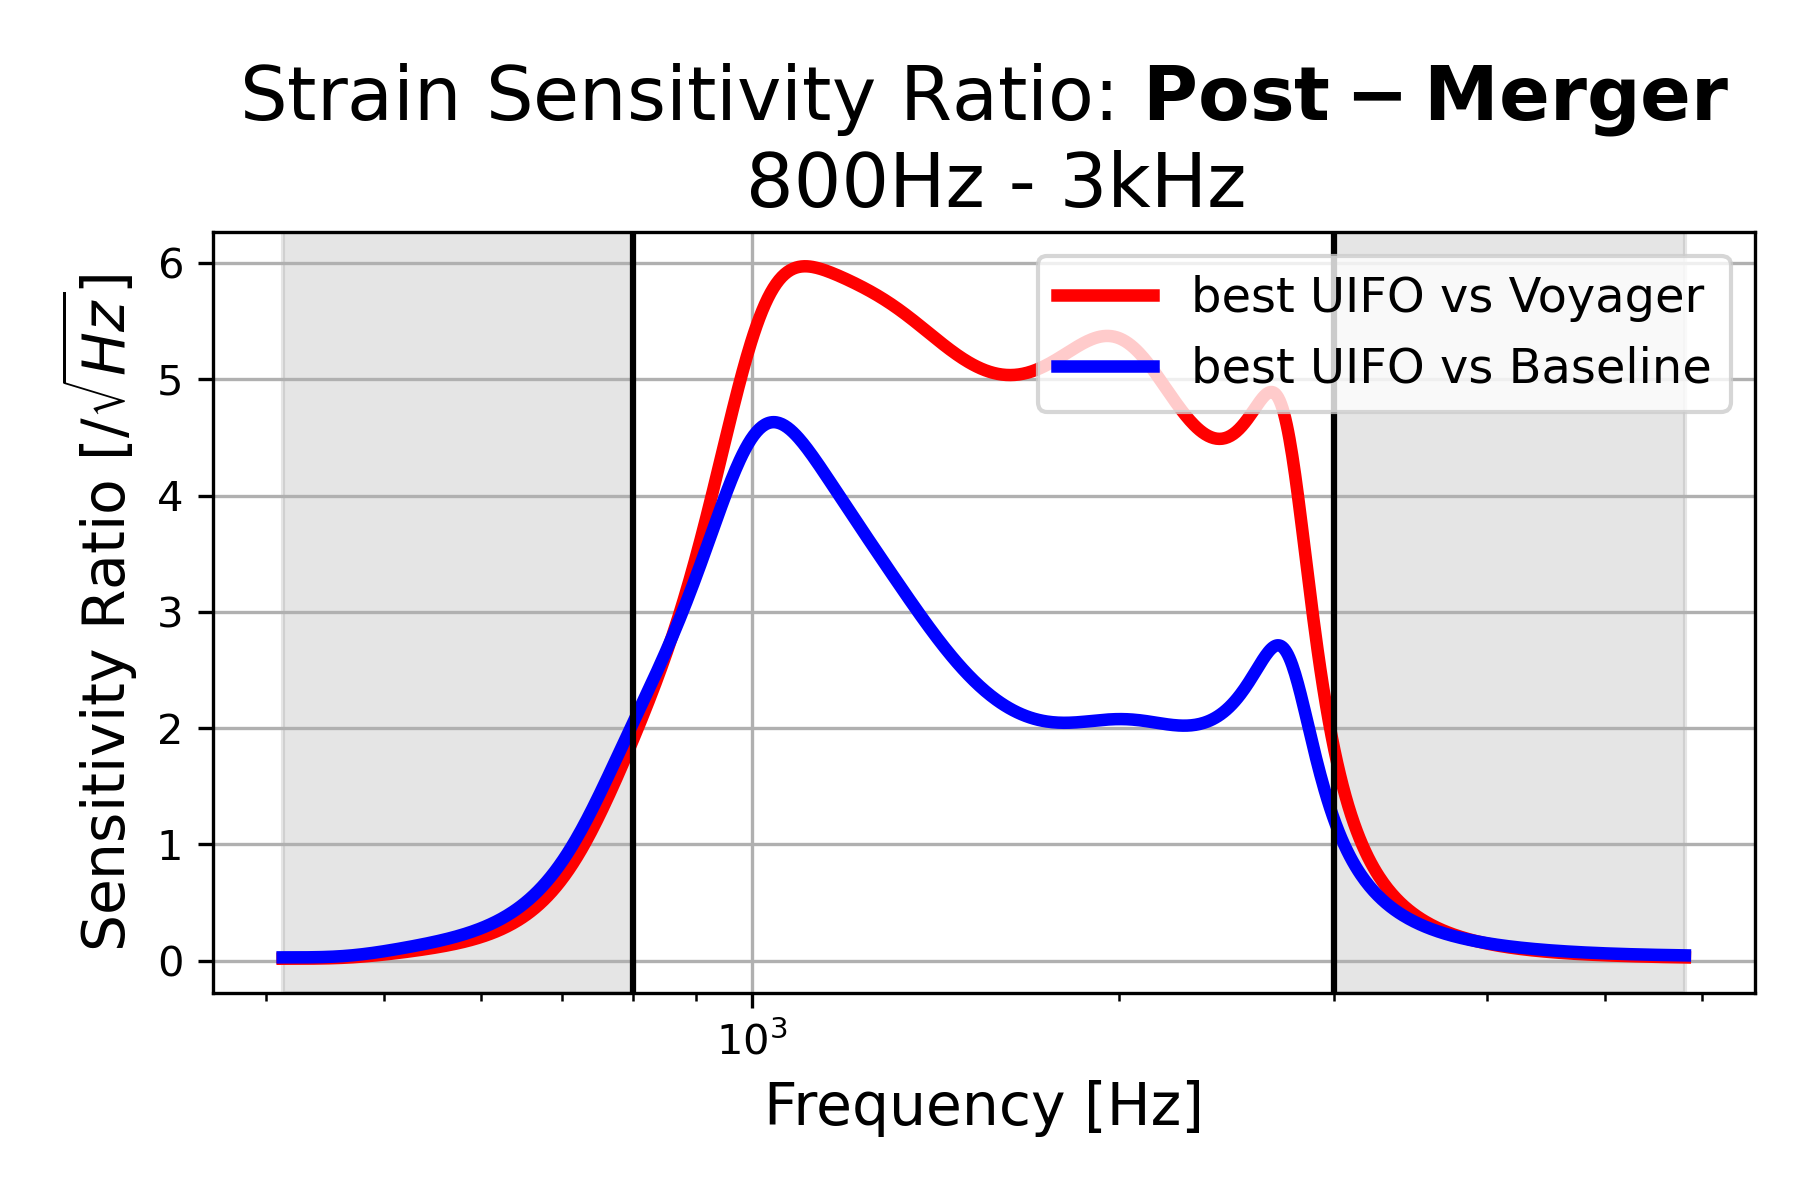 Strain Sensitivity Ratio: Post − Merger
800Hz - 3kHz
Sensitivity Ratio [/√Hz]
6
5
4
3
2
1
0
best UIFO vs Voyager
best UIFO vs Baseline
10³
Frequency [Hz]